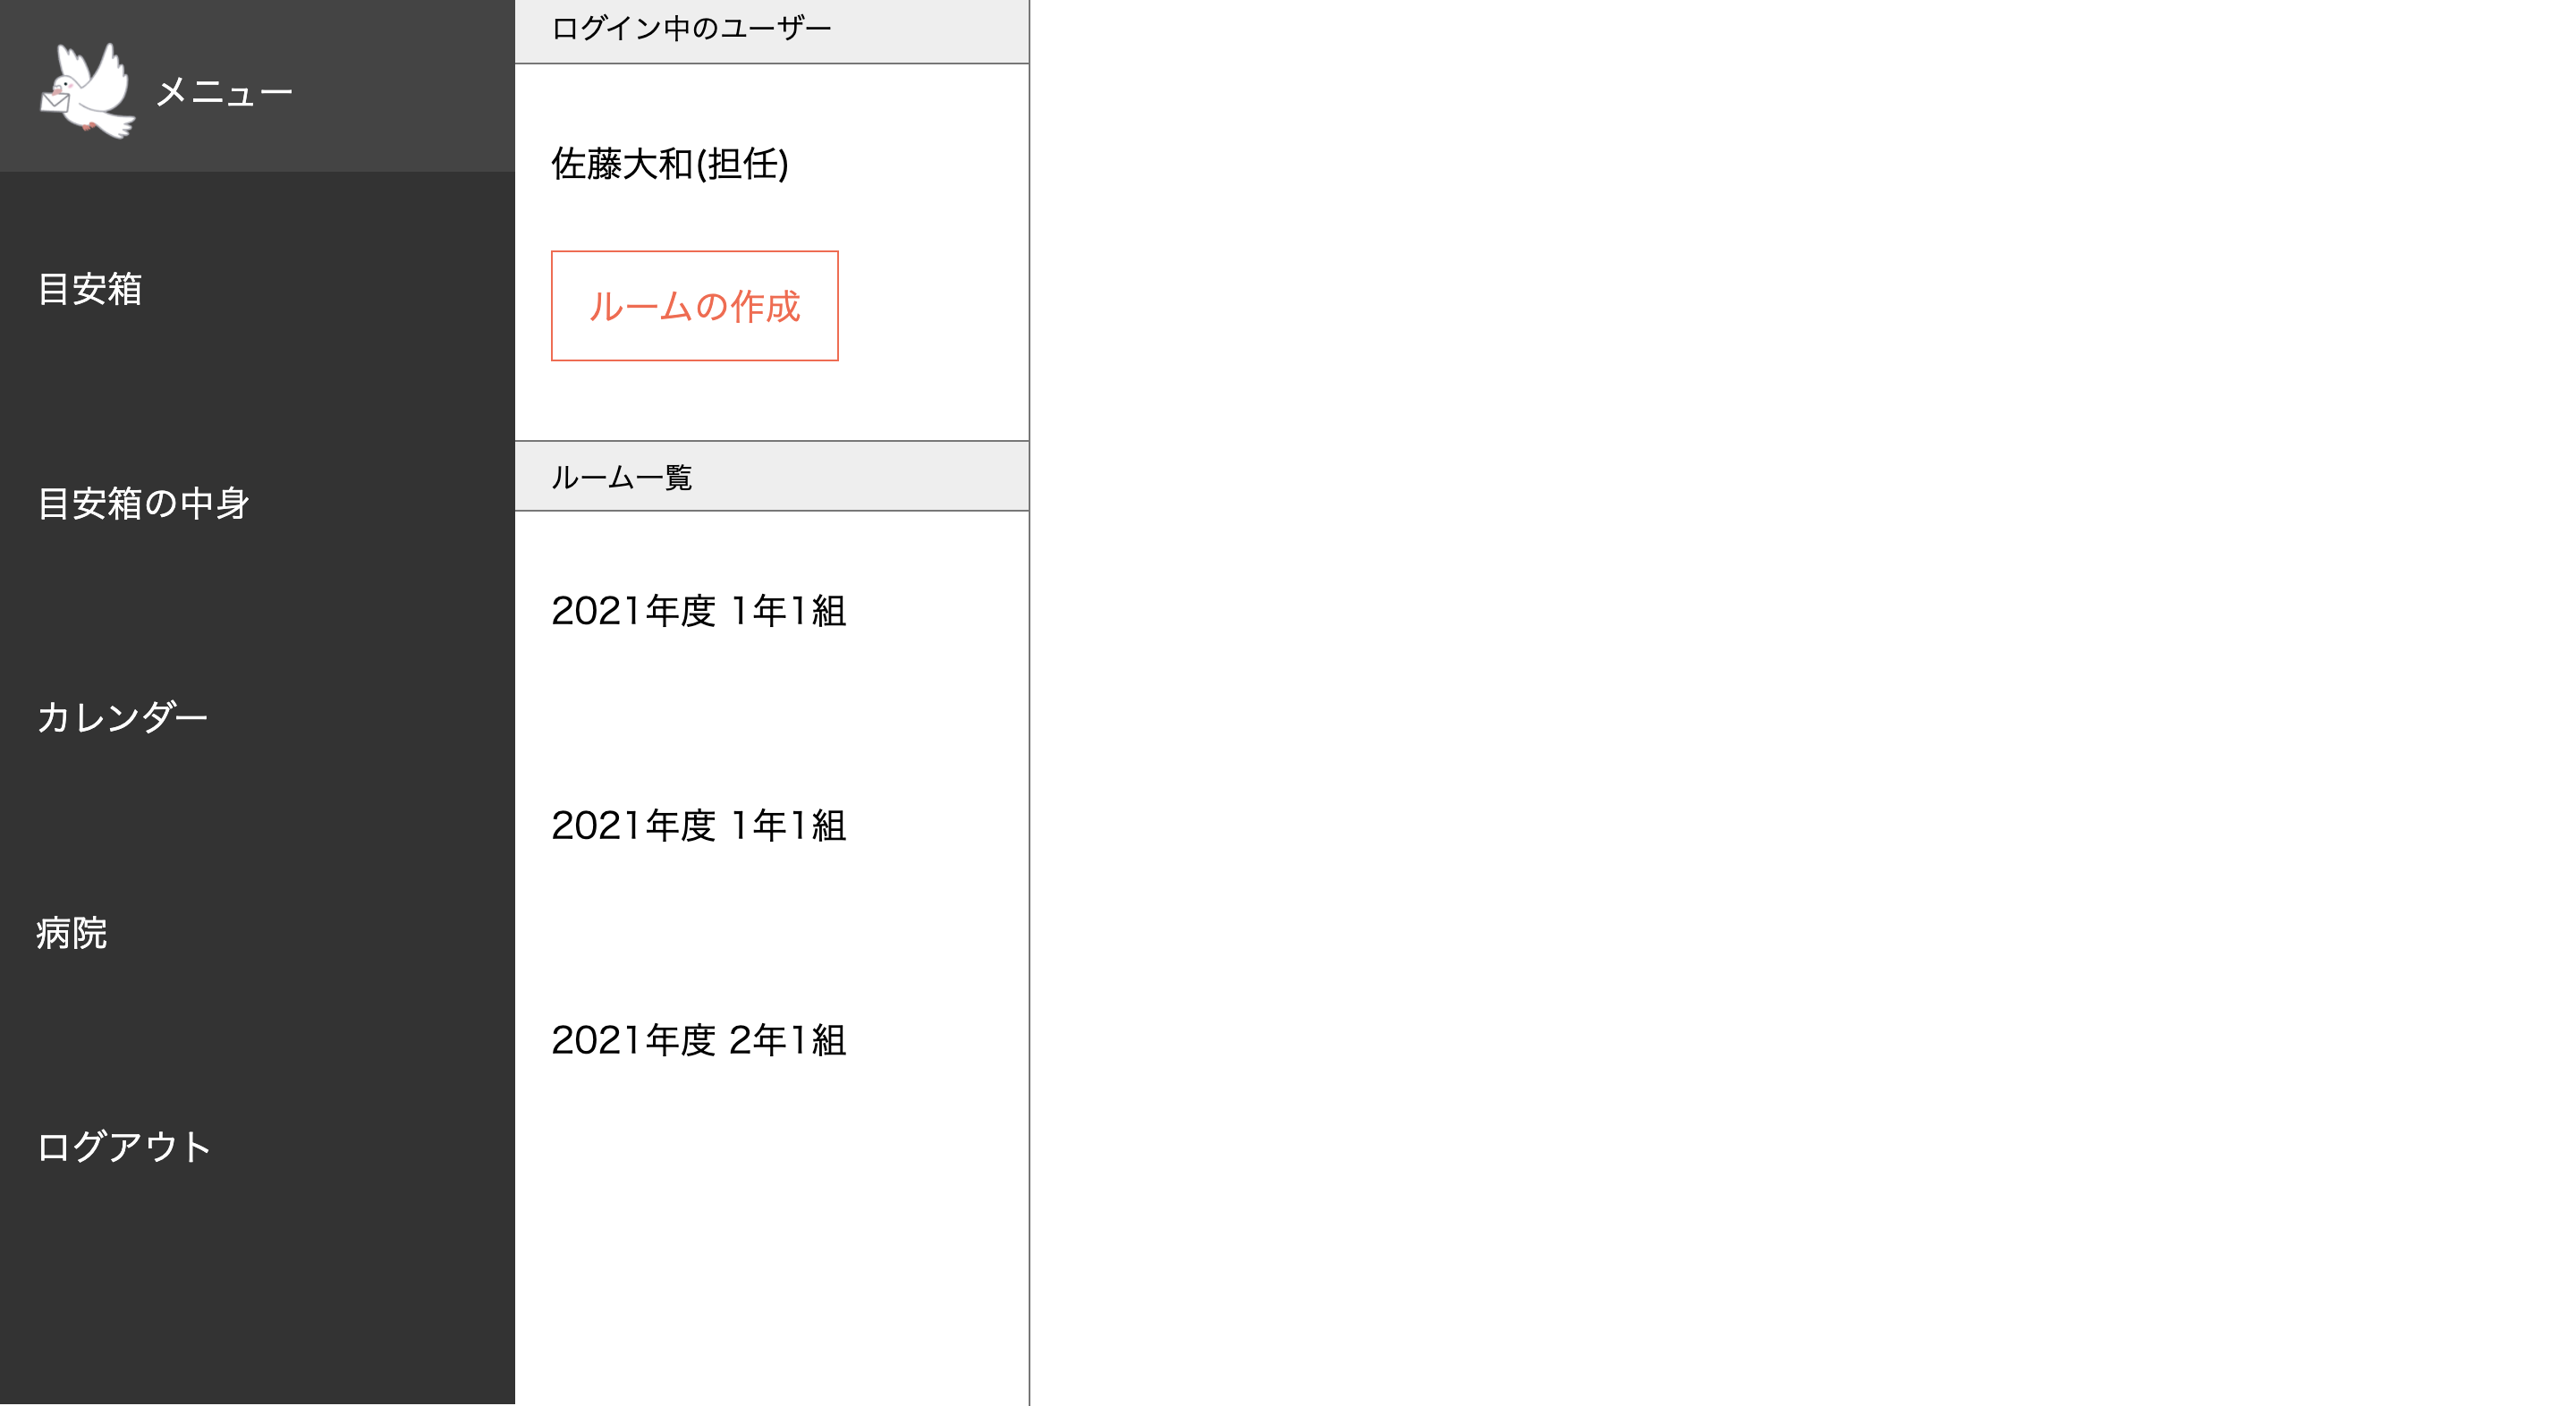 メニュー
目安箱
目安箱の中身
カレンダー
病院
ログアウト
ログイン中のユーザー
佐藤大和(担任)
ルームの作成
ルーム一覧
2021年度 1年1組
2021年度 1年1組
2021年度 2年1組